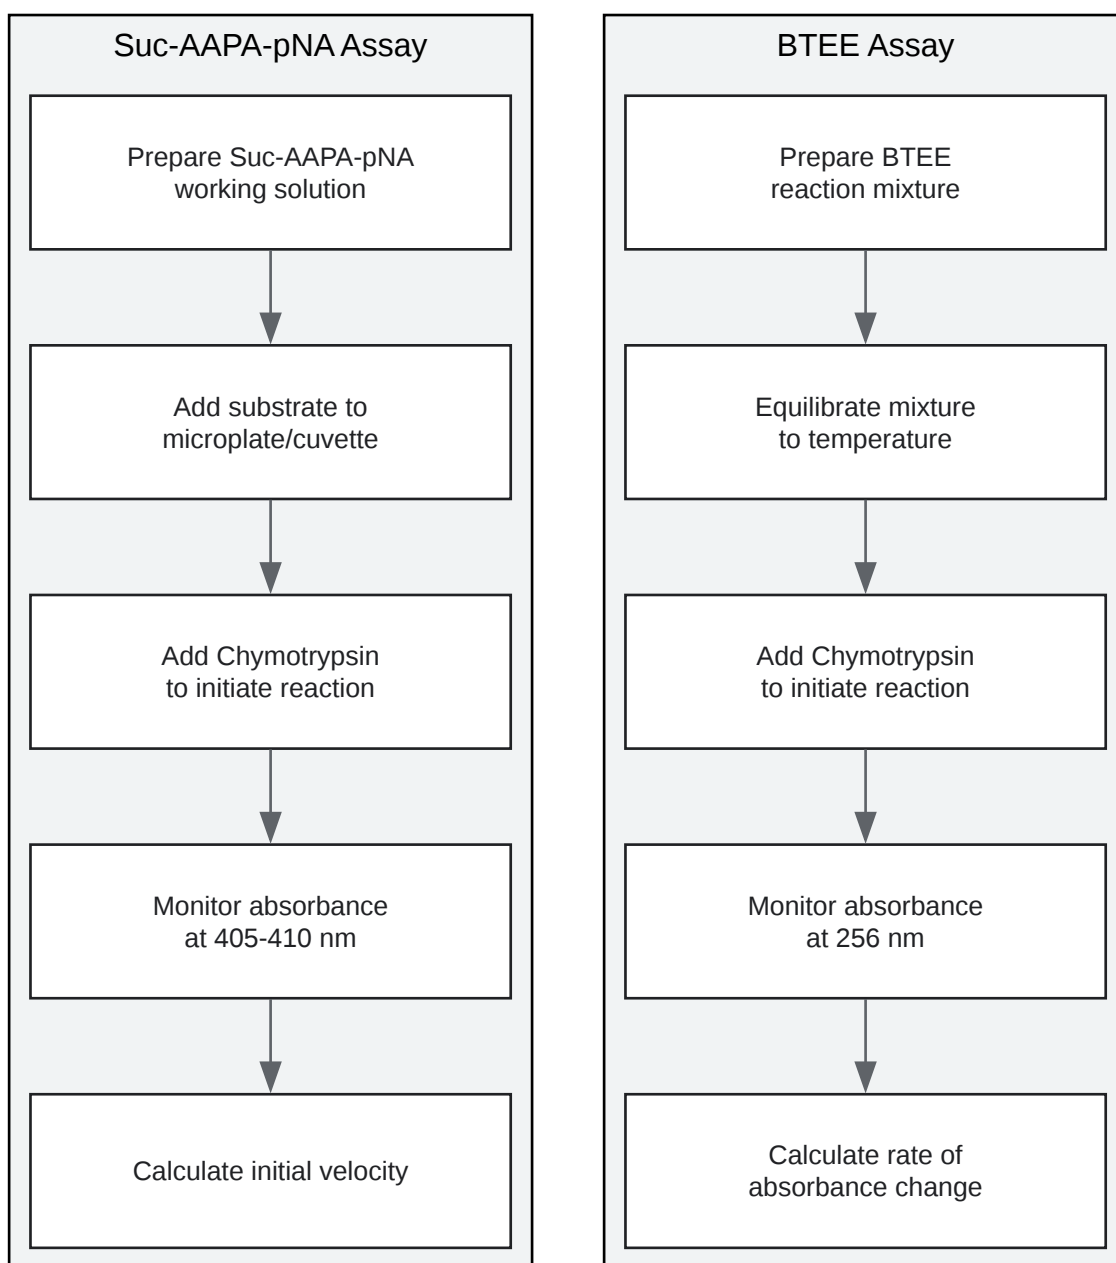 Suc-AAPA-pNA Assay
Prepare Suc-AAPA-pNA
working solution
Add substrate to
microplate/cuvette
Add Chymotrypsin
to initiate reaction
Monitor absorbance
at 405-410 nm
Calculate initial velocity
BTEE Assay
Prepare BTEE
reaction mixture
Equilibrate mixture
to temperature
Add Chymotrypsin
to initiate reaction
Monitor absorbance
at 256 nm
Calculate rate of
absorbance change